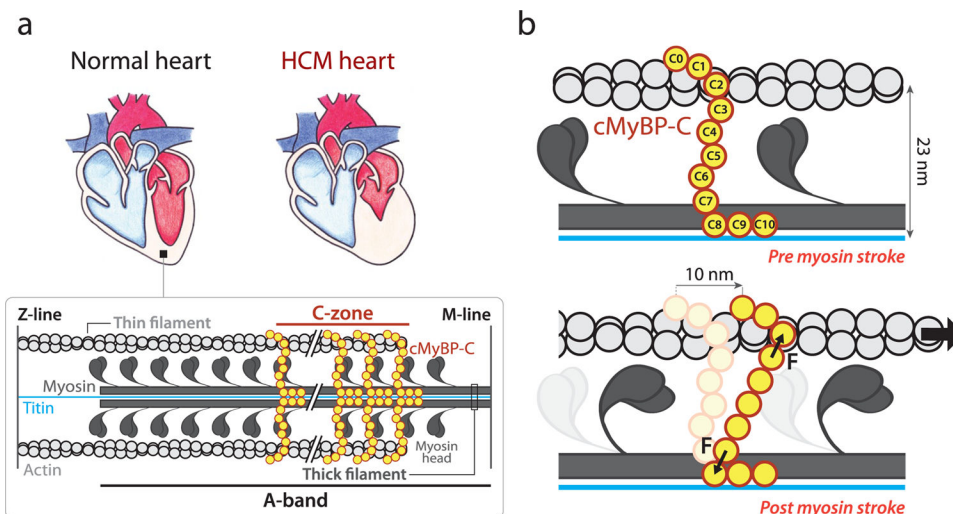 a
Normal heart
HCM heart
Z-line
C-zone
M-line
Thin filament
cMyBP-C
Myosin
Titin
Myosin
head
Actin
Thick filament
A-band
b
C0
C1
C2
C3
cMyBP-C
C4
C5
C6
C7
C8 C9 C10
23 nm
Pre myosin stroke
10 nm
F
F
Post myosin stroke